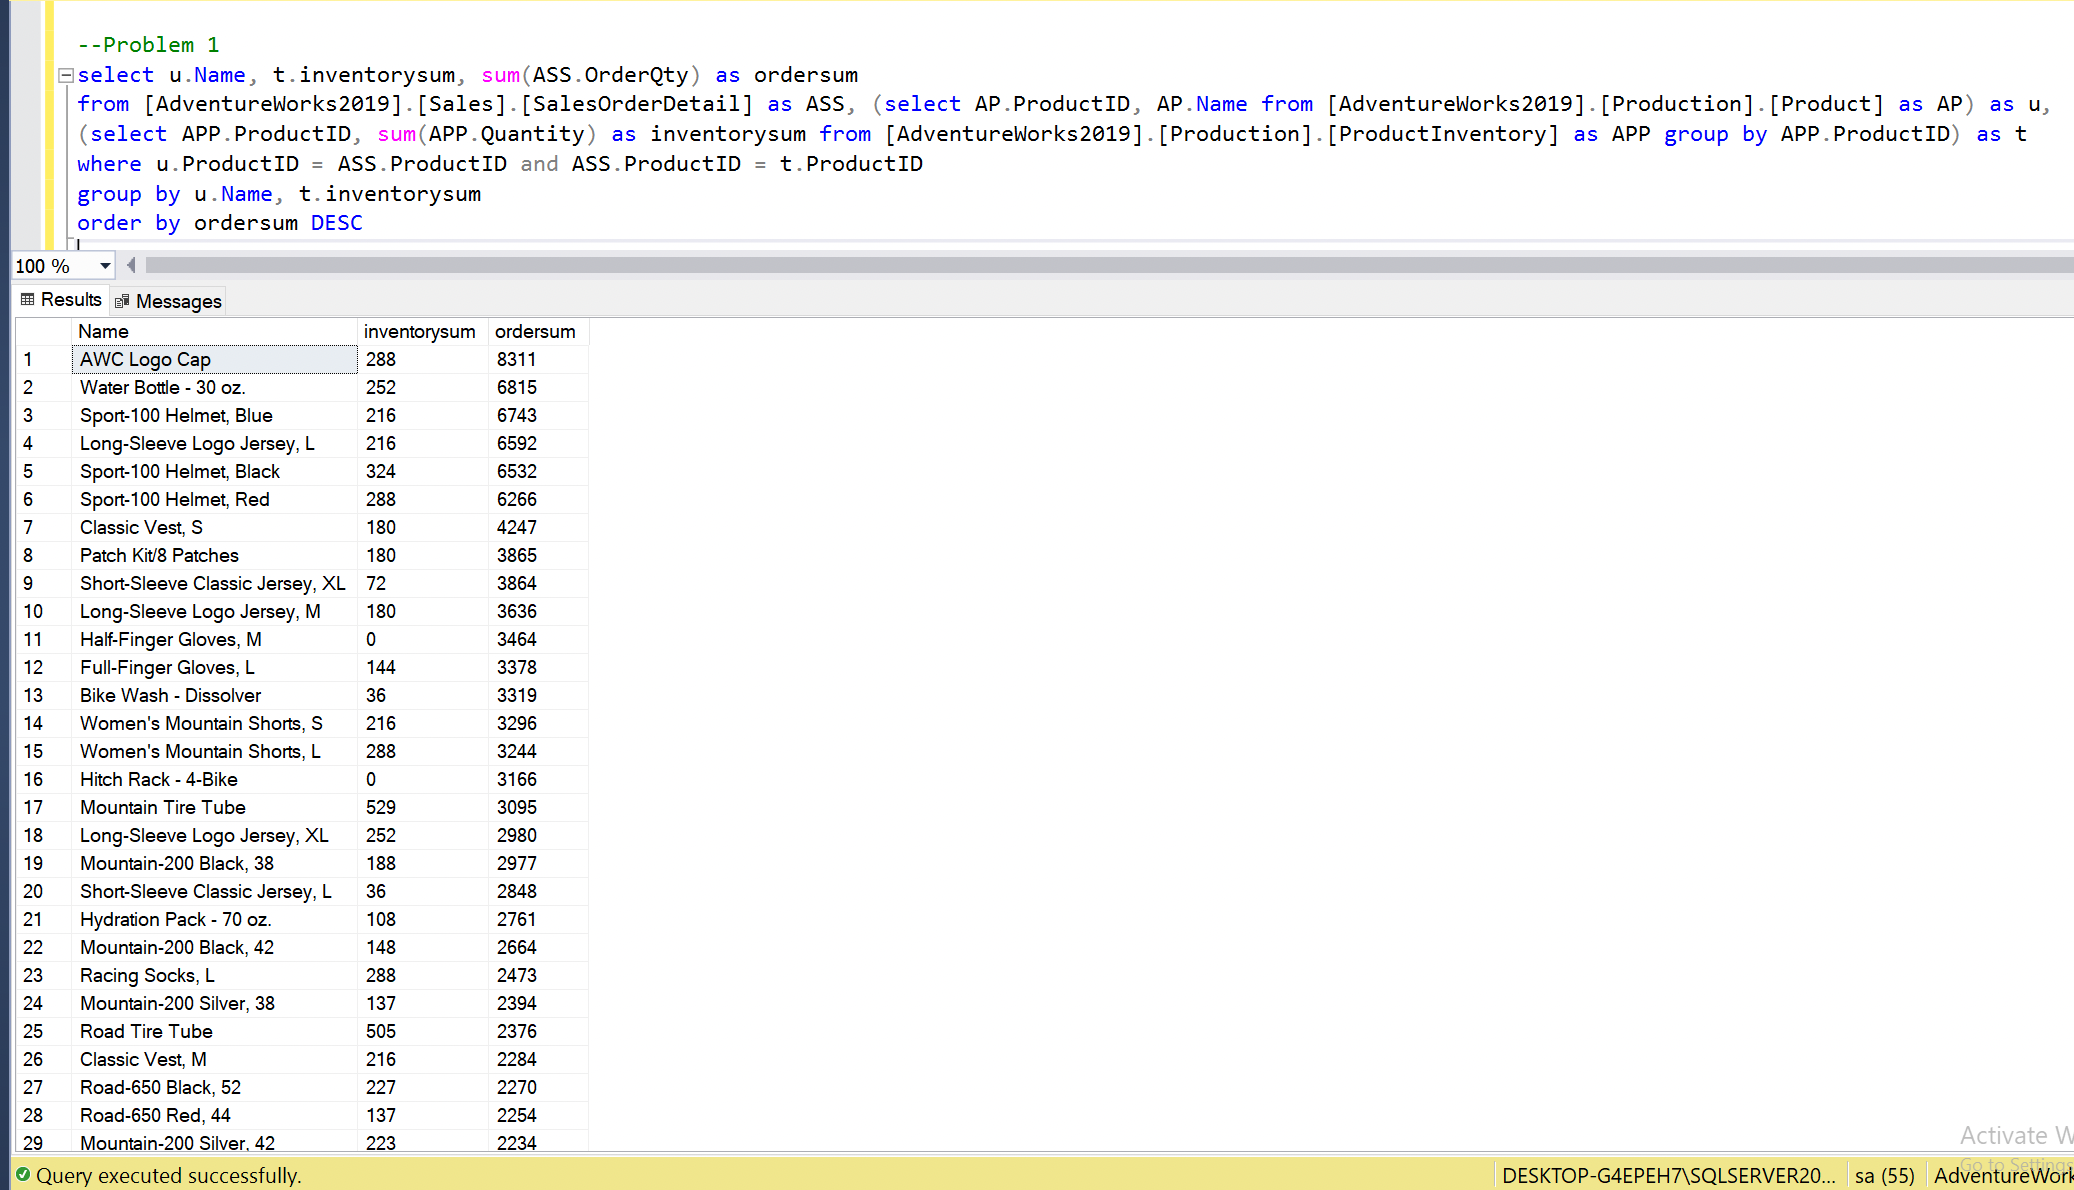 --Problem 1
select u.Name, t.inventorysum, sum(ASS.OrderQty) as ordersum
from [AdventureWorks2019].[Sales].[SalesOrderDetail] as ASS, (select AP.ProductID, AP.Name from [AdventureWorks2019].[Production].[Product] as AP) as u,
(select APP.ProductID, sum(APP.Quantity) as inventorysum from [AdventureWorks2019].[Production].[ProductInventory] as APP group by APP.ProductID) as t
where u.ProductID = ASS.ProductID and ASS.ProductID = t.ProductID
group by u.Name, t.inventorysum
order by ordersum DESC
100 %
Results Messages
Name inventorysum ordersum
1 AWC Logo Cap 288 8311
2 Water Bottle - 30 oz. 252 6815
3 Sport-100 Helmet, Blue 216 6743
4 Long-Sleeve Logo Jersey, L 216 6592
5 Sport-100 Helmet, Black 324 6532
6 Sport-100 Helmet, Red 288 6266
7 Classic Vest, S 180 4247
8 Patch Kit/8 Patches 180 3865
9 Short-Sleeve Classic Jersey, XL 72 3864
10 Long-Sleeve Logo Jersey, M 180 3636
11 Half-Finger Gloves, M 0 3464
12 Full-Finger Gloves, L 144 3378
13 Bike Wash - Dissolver 36 3319
14 Women's Mountain Shorts, S 216 3296
15 Women's Mountain Shorts, L 288 3244
16 Hitch Rack - 4-Bike 0 3166
17 Mountain Tire Tube 529 3095
18 Long-Sleeve Logo Jersey, XL 252 2980
19 Mountain-200 Black, 38 188 2977
20 Short-Sleeve Classic Jersey, L 36 2848
21 Hydration Pack - 70 oz. 108 2761
22 Mountain-200 Black, 42 148 2664
23 Racing Socks, L 288 2473
24 Mountain-200 Silver, 38 137 2394
25 Road Tire Tube 505 2376
26 Classic Vest, M 216 2284
27 Road-650 Black, 52 227 2270
28 Road-650 Red, 44 137 2254
29 Mountain-200 Silver, 42 223 2234
Activate W
Go to Settings
Query executed successfully. DESKTOP-G4EPEH7\SQLSERVER20... sa (55) AdventureWork